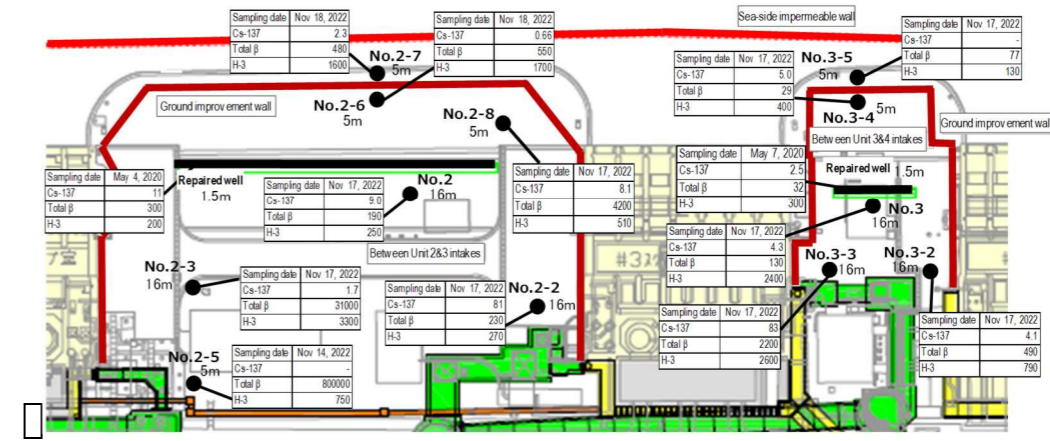 Sampling date Nov 18, 2022
Cs-137 2.3
Total β 480
H-3 1600
No.2-7
5m
Sampling date Nov 18, 2022
Cs-137 0.66
Total β 550
H-3 1700
Sea-side impermeable wall
Sampling date Nov 17, 2022
Cs-137 -
Total β 77
H-3 130
No.3-5
5m
Sampling date Nov 17, 2022
Cs-137 5.0
Total β 29
H-3 400
No.3-4
5m
Ground improvement wall
No.2-6
5m
No.2-8
5m
Ground improvement wall
Between Unit 3&4 intakes
Sampling date May 4, 2020
Cs-137 11
Total β 300
H-3 200
Repaired well
1.5m
Sampling date Nov 17, 2022
Cs-137 9.0
Total β 190
H-3 250
No.2
16m
Sampling date Nov 17, 2022
Cs-137 8.1
Total β 4200
H-3 510
Sampling date May 7, 2020
Cs-137 2.5
Total β 32
H-3 300
Repaired well 1.5m
No.3
16m
Between Unit 2&3 intakes
Sampling date Nov 17, 2022
Cs-137 4.3
Total β 130
H-3 2400
No.2-3
16m
Sampling date Nov 17, 2022
Cs-137 1.7
Total β 31000
H-3 3300
Sampling date Nov 17, 2022
Cs-137 81
Total β 230
H-3 270
No.2-2
16m
No.3-3
16m
No.3-2
16m
Sampling date Nov 17, 2022
Cs-137 83
Total β 2200
H-3 2600
Sampling date Nov 17, 2022
Cs-137 4.1
Total β 490
H-3 790
No.2-5
5m
Sampling date Nov 14, 2022
Cs-137 -
Total β 800000
H-3 750